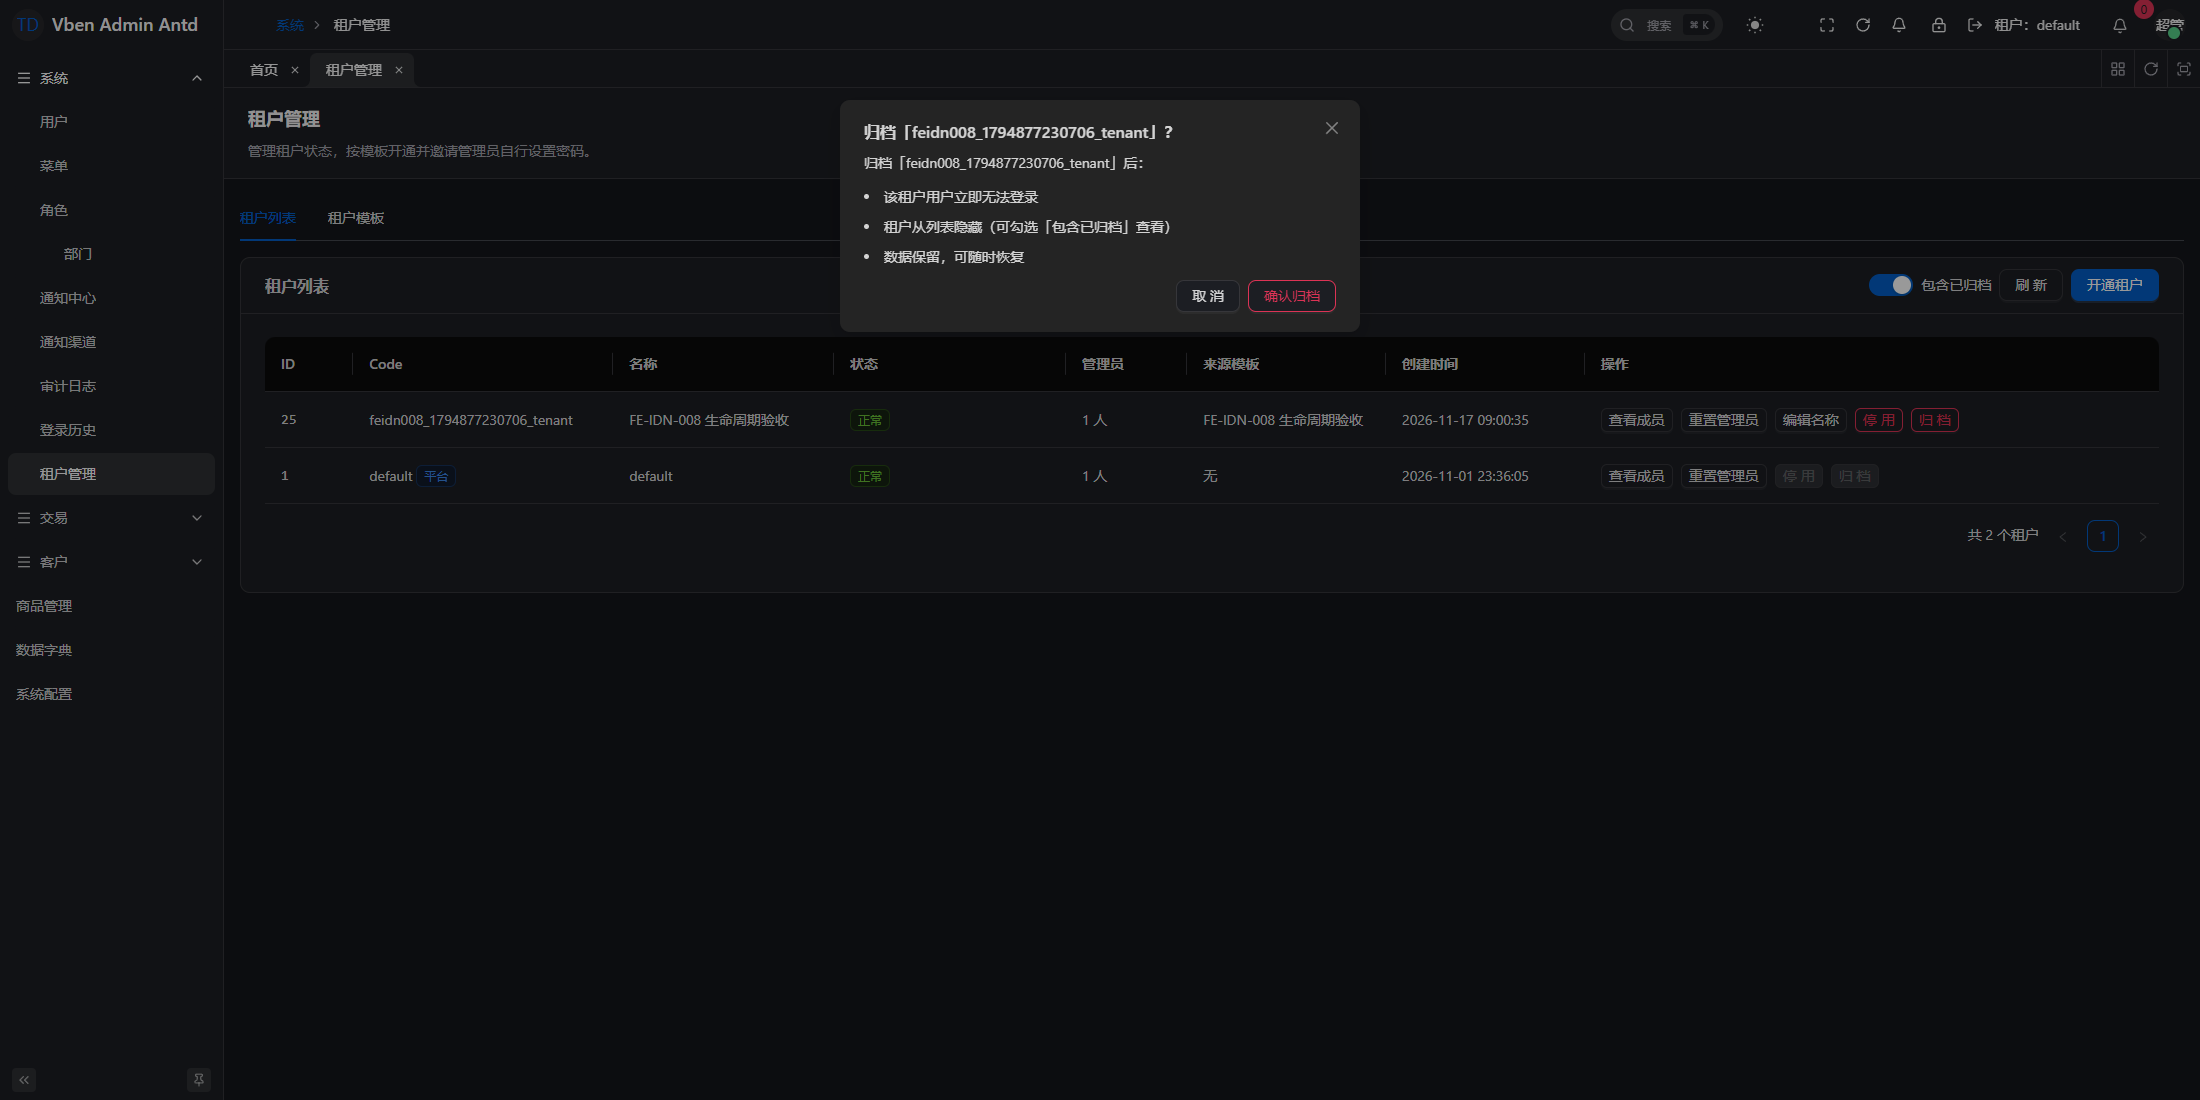 TD Vben Admin Antd
系统 > 租户管理
搜索 ⌘ K
租户: default
0
超管
首页 ×
租户管理 ×
系统
用户
菜单
角色
部门
通知中心
通知渠道
审计日志
登录历史
租户管理
交易
客户
商品管理
数据字典
系统配置
租户管理
管理租户状态，按模板开通并邀请管理员自行设置密码。
租户列表 租户模板
归档「feidn008_1794877230706_tenant」?
归档「feidn008_1794877230706_tenant」后：
• 该租户用户立即无法登录
• 租户从列表隐藏（可勾选「包含已归档」查看）
• 数据保留，可随时恢复
取 消 确认归档
租户列表
包含已归档 刷 新 开通租户
ID Code 名称 状态 管理员 来源模板 创建时间 操作
25 feidn008_1794877230706_tenant FE-IDN-008 生命周期验收 正常 1 人 FE-IDN-008 生命周期验收 2026-11-17 09:00:35 查看成员 重置管理员 编辑名称 停 用 归 档
1 default 平台 default 正常 1 人 无 2026-11-01 23:36:05 查看成员 重置管理员 停 用 归 档
共 2 个租户 < 1 >